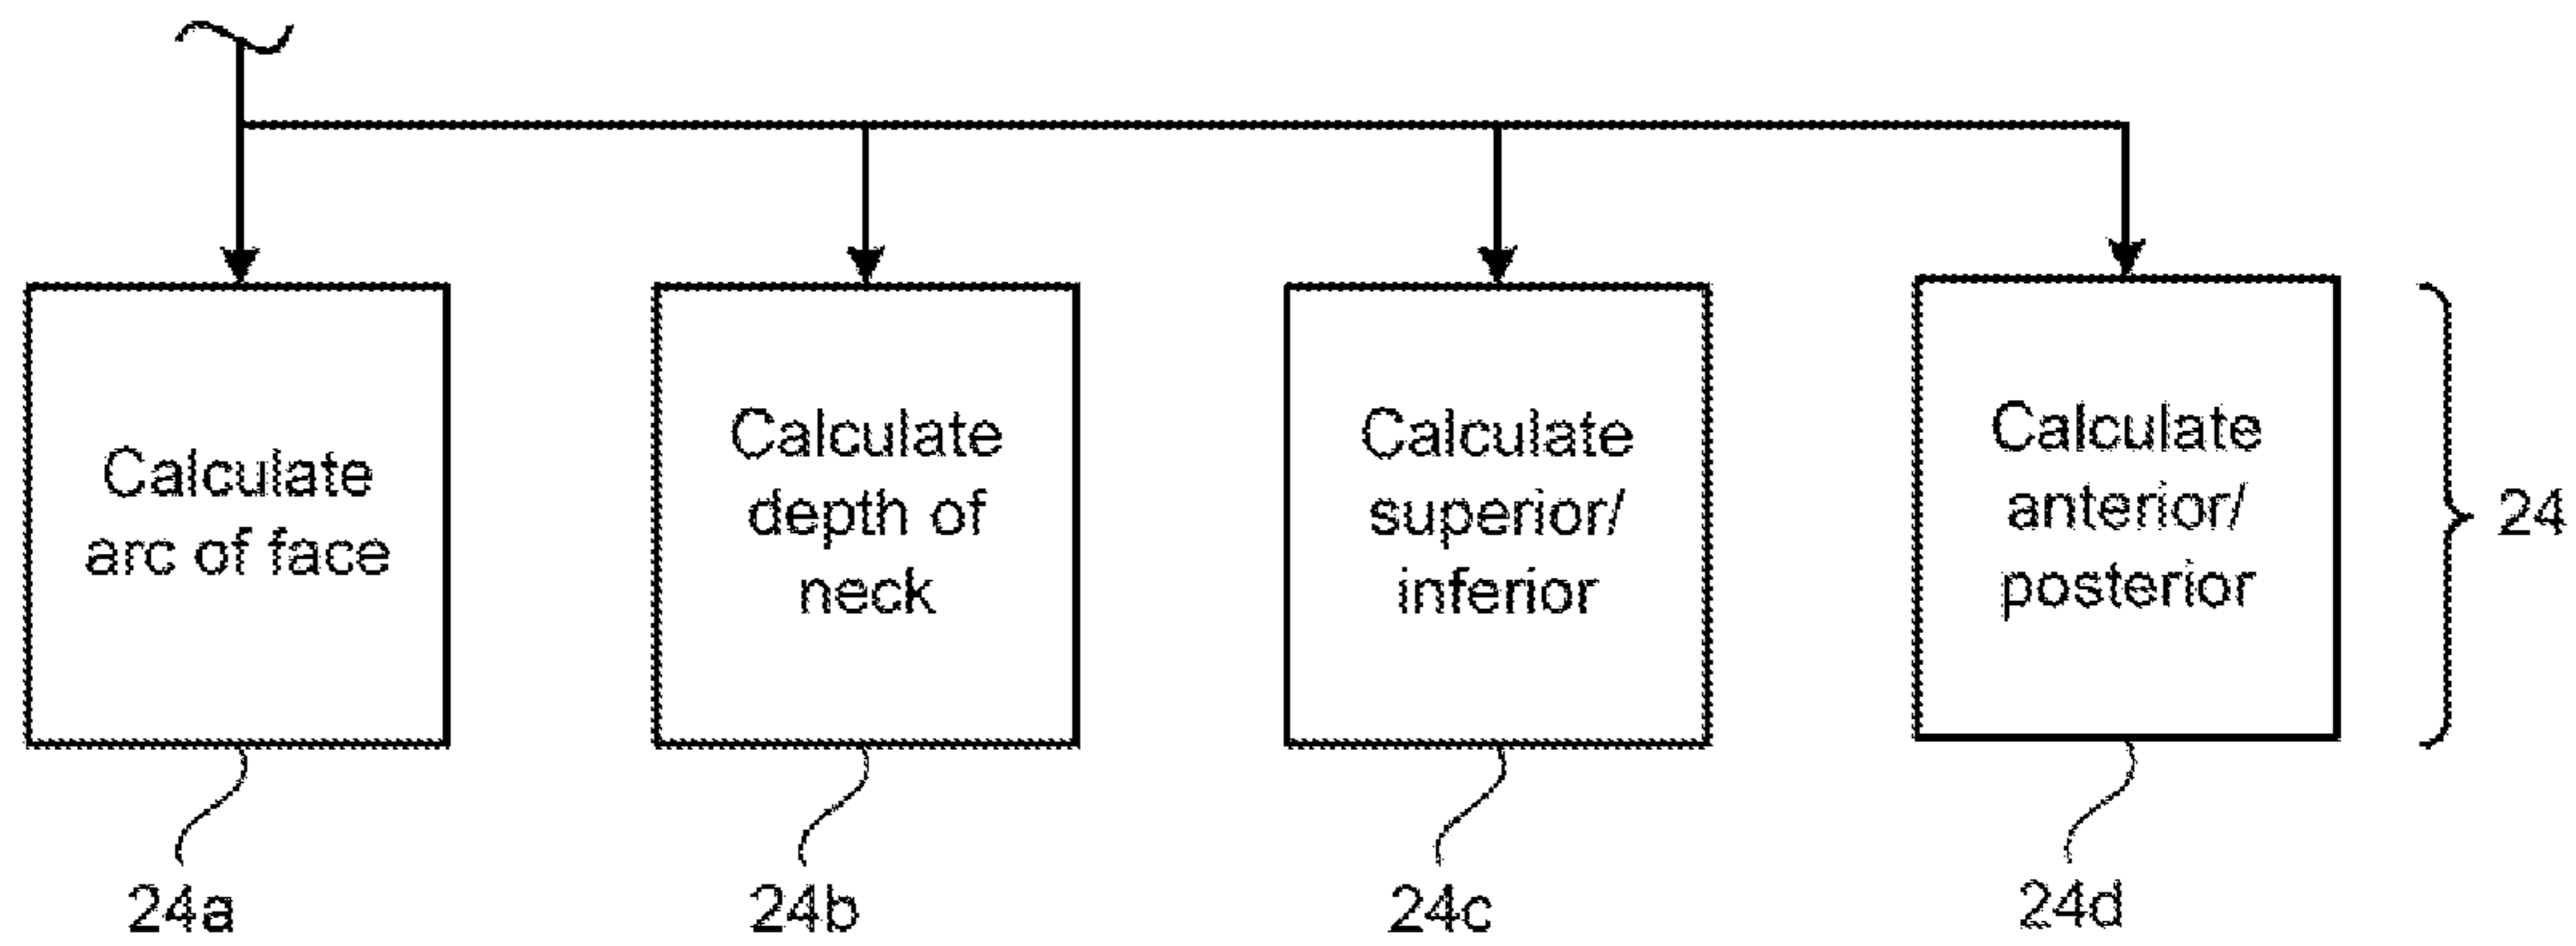 Calculate
arc of face
Calculate
depth of
neck
Calculate
superior/
inferior
Calculate
anterior/
posterior
24
24a
24b
24c
24d